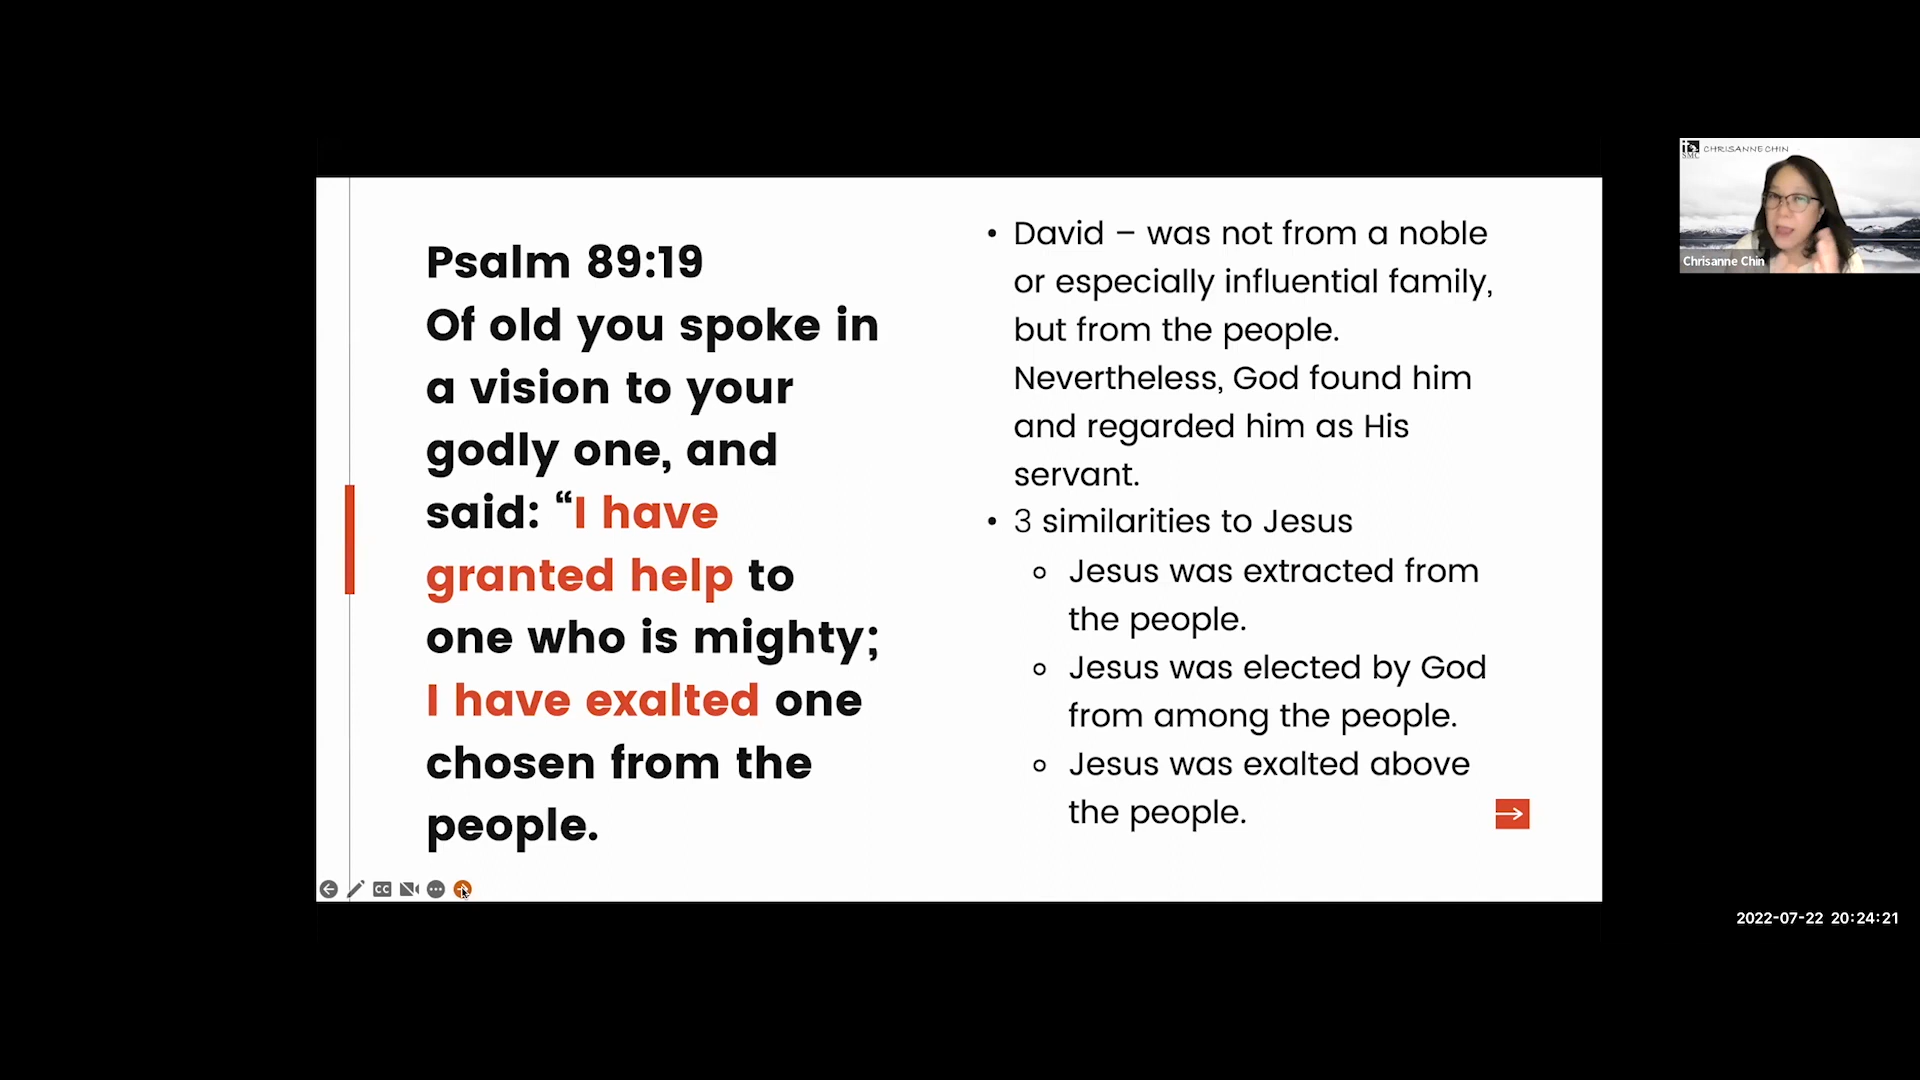 Psalm 89:19
Of old you spoke in
a vision to your
godly one, and
said: “I have
granted help to
one who is mighty;
I have exalted one
chosen from the
people.
• David – was not from a noble
or especially influential family,
but from the people.
Nevertheless, God found him
and regarded him as His
servant.
• 3 similarities to Jesus
o Jesus was extracted from
the people.
o Jesus was elected by God
from among the people.
o Jesus was exalted above
the people.
CC
SMC
CHRISANNE CHIN
Chrisanne Chin
2022-07-22 20:24:21